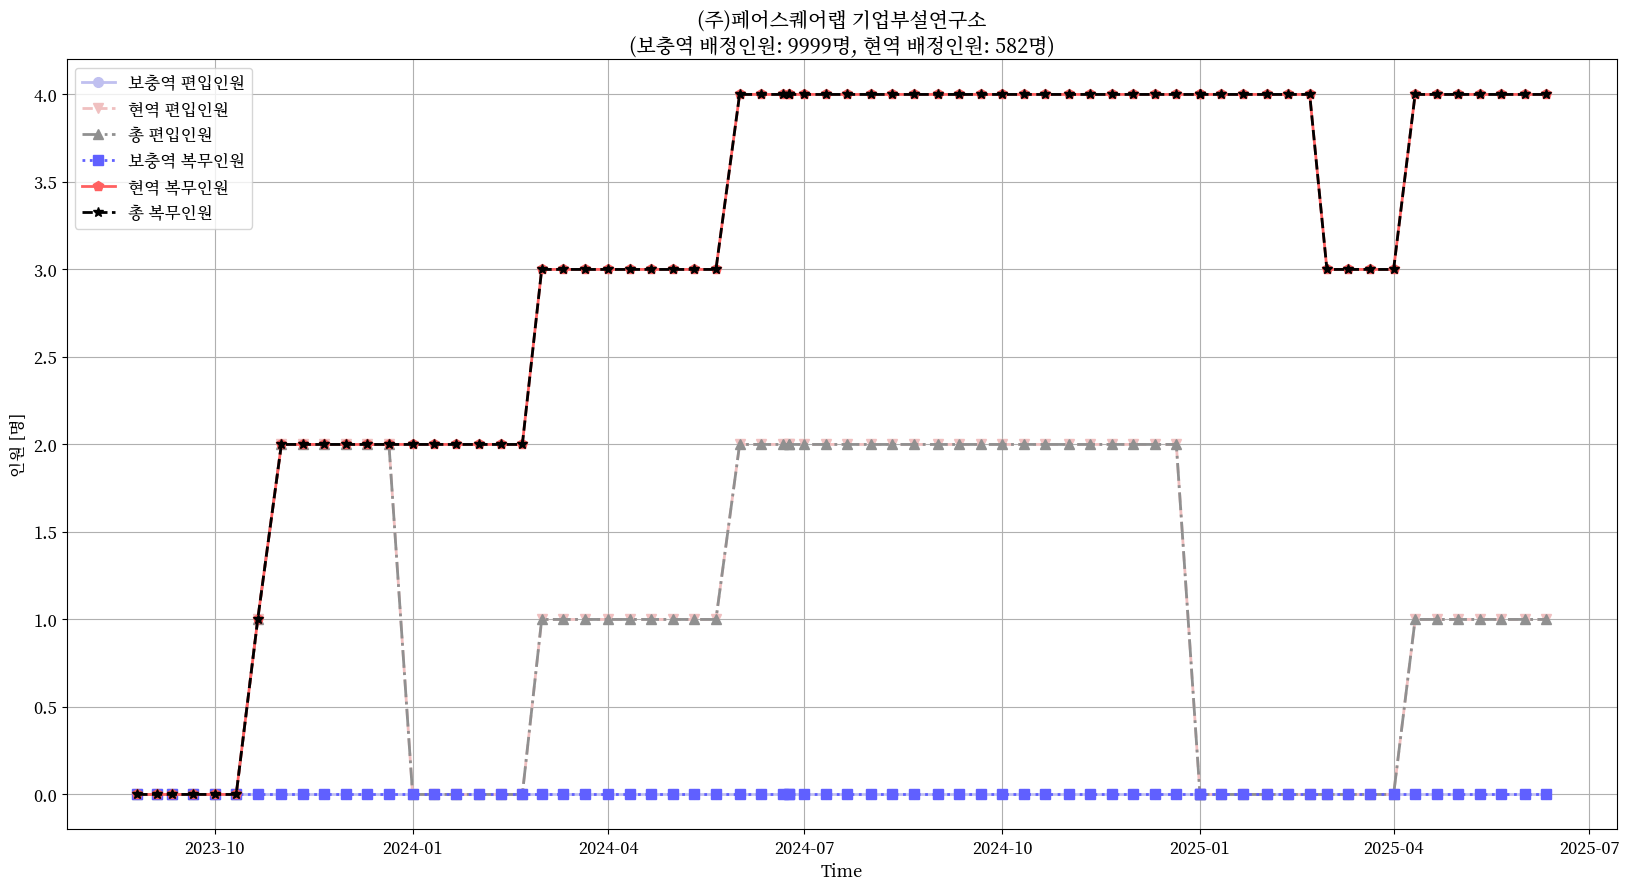 (주)페어스퀘어랩 기업부설연구소
(보충역 배정인원: 9999명, 현역 배정인원: 582명)
보충역 편입인원
현역 편입인원
총 편입인원
보충역 복무인원
현역 복무인원
총 복무인원
4.0
3.5
3.0
2.5
2.0
1.5
1.0
0.5
0.0
인원 [명]
2023-10
2024-01
2024-04
2024-07
2024-10
2025-01
2025-04
2025-07
Time